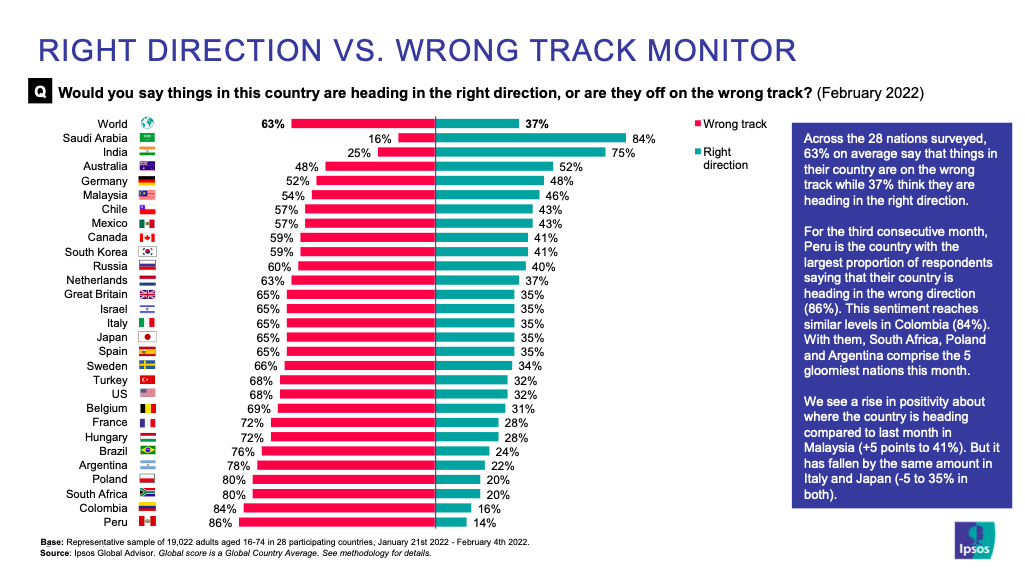 RIGHT DIRECTION VS. WRONG TRACK MONITOR
Q Would you say things in this country are heading in the right direction, or are they off on the wrong track? (February 2022)
World 63% 37%
Saudi Arabia 16% 84%
India 25% 75%
Australia 48% 52%
Germany 52% 48%
Malaysia 54% 46%
Chile 57% 43%
Mexico 57% 43%
Canada 59% 41%
South Korea 59% 41%
Russia 60% 40%
Netherlands 63% 37%
Great Britain 65% 35%
Israel 65% 35%
Italy 65% 35%
Japan 65% 35%
Spain 65% 35%
Sweden 66% 34%
Turkey 68% 32%
US 68% 32%
Belgium 69% 31%
France 72% 28%
Hungary 72% 28%
Brazil 76% 24%
Argentina 78% 22%
Poland 80% 20%
South Africa 80% 20%
Colombia 84% 16%
Peru 86% 14%
Wrong track
Right
direction
Across the 28 nations surveyed,
63% on average say that things in
their country are on the wrong
track while 37% think they are
heading in the right direction.
For the third consecutive month,
Peru is the country with the
largest proportion of respondents
saying that their country is
heading in the wrong direction
(86%). This sentiment reaches
similar levels in Colombia (84%).
With them, South Africa, Poland
and Argentina comprise the 5
gloomiest nations this month.
We see a rise in positivity about
where the country is heading
compared to last month in
Malaysia (+5 points to 41%). But it
has fallen by the same amount in
Italy and Japan (-5 to 35% in
both).
Base: Representative sample of 19,022 adults aged 16-74 in 28 participating countries, January 21st 2022 - February 4th 2022.
Source: Ipsos Global Advisor. Global score is a Global Country Average. See methodology for details.
Ipsos